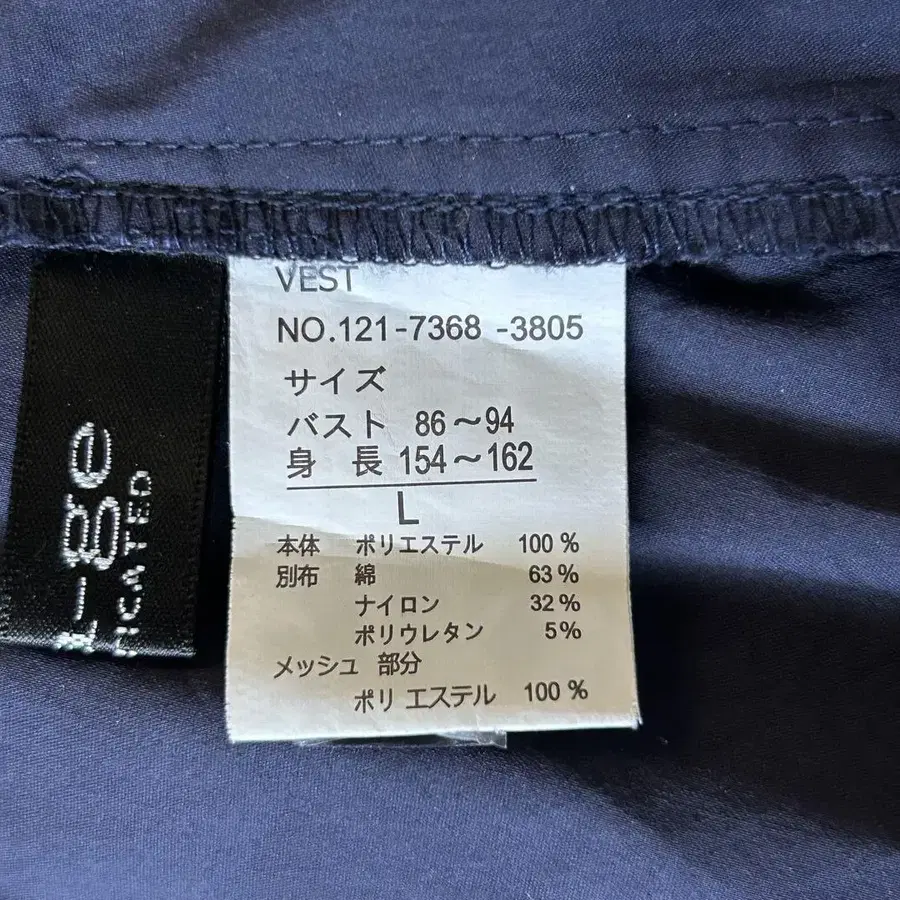 VEST
NO.121-7368 -3805
サイズ
バスト 86～94
身 長 154～162
L
本体 ポリエステル 100 %
別布 綿 63 %
ナイロン 32 %
ポリウレタン 5%
メッシュ 部分
ポリ エステル 100 %